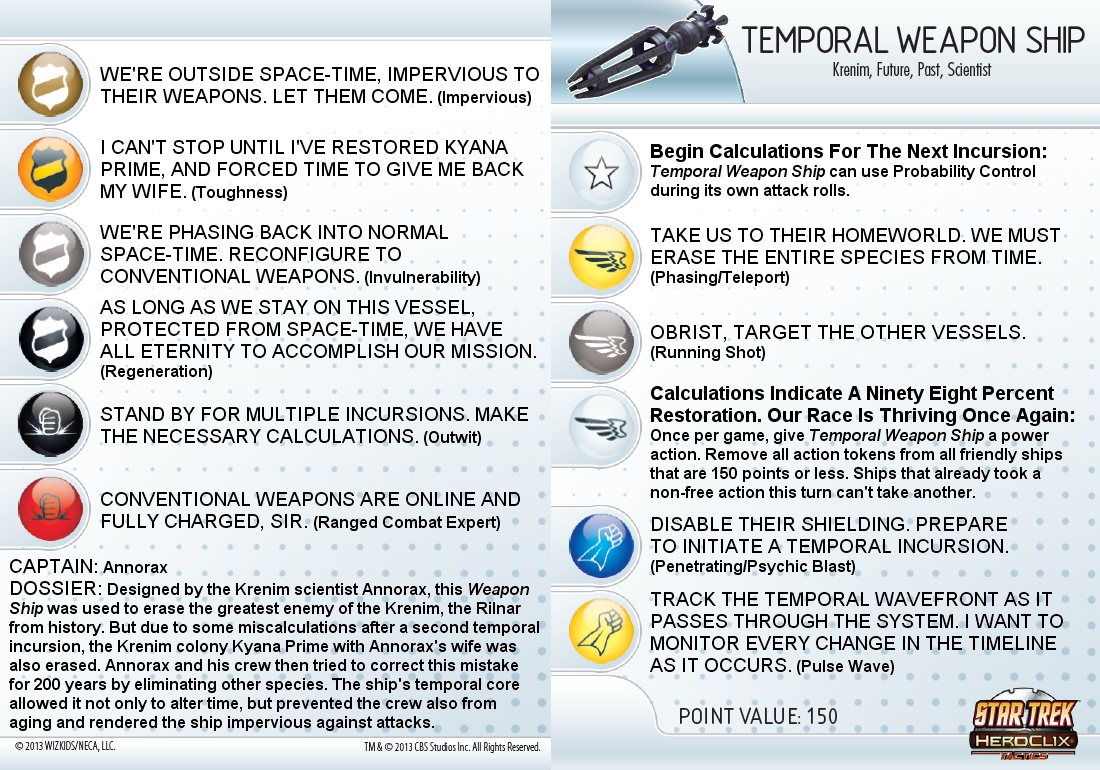 WE'RE OUTSIDE SPACE-TIME, IMPERVIOUS TO
THEIR WEAPONS. LET THEM COME. (Impervious)
I CAN'T STOP UNTIL I'VE RESTORED KYANA
PRIME, AND FORCED TIME TO GIVE ME BACK
MY WIFE. (Toughness)
WE'RE PHASING BACK INTO NORMAL
SPACE-TIME. RECONFIGURE TO
CONVENTIONAL WEAPONS. (Invulnerability)
AS LONG AS WE STAY ON THIS VESSEL,
PROTECTED FROM SPACE-TIME, WE HAVE
ALL ETERNITY TO ACCOMPLISH OUR MISSION.
(Regeneration)
STAND BY FOR MULTIPLE INCURSIONS. MAKE
THE NECESSARY CALCULATIONS. (Outwit)
CONVENTIONAL WEAPONS ARE ONLINE AND
FULLY CHARGED, SIR. (Ranged Combat Expert)
CAPTAIN: Annorax
DOSSIER: Designed by the Krenim scientist Annorax, this Weapon
Ship was used to erase the greatest enemy of the Krenim, the Rilnar
from history. But due to some miscalculations after a second temporal
incursion, the Krenim colony Kyana Prime with Annorax's wife was
also erased. Annorax and his crew then tried to correct this mistake
for 200 years by eliminating other species. The ship's temporal core
allowed it not only to alter time, but prevented the crew also from
aging and rendered the ship impervious against attacks.
© 2013 WIZKIDS/NECA, LLC.
TM & © 2013 CBS Studios Inc. All Rights Reserved.
TEMPORAL WEAPON SHIP
Krenim, Future, Past, Scientist
Begin Calculations For The Next Incursion:
Temporal Weapon Ship can use Probability Control
during its own attack rolls.
TAKE US TO THEIR HOMEWORLD. WE MUST
ERASE THE ENTIRE SPECIES FROM TIME.
(Phasing/Teleport)
OBRIST, TARGET THE OTHER VESSELS.
(Running Shot)
Calculations Indicate A Ninety Eight Percent
Restoration. Our Race Is Thriving Once Again:
Once per game, give Temporal Weapon Ship a power
action. Remove all action tokens from all friendly ships
that are 150 points or less. Ships that already took a
non-free action this turn can't take another.
DISABLE THEIR SHIELDING. PREPARE
TO INITIATE A TEMPORAL INCURSION.
(Penetrating/Psychic Blast)
TRACK THE TEMPORAL WAVEFRONT AS IT
PASSES THROUGH THE SYSTEM. I WANT TO
MONITOR EVERY CHANGE IN THE TIMELINE
AS IT OCCURS. (Pulse Wave)
POINT VALUE: 150
STAR TREK
HEROCLIX
TACTICS